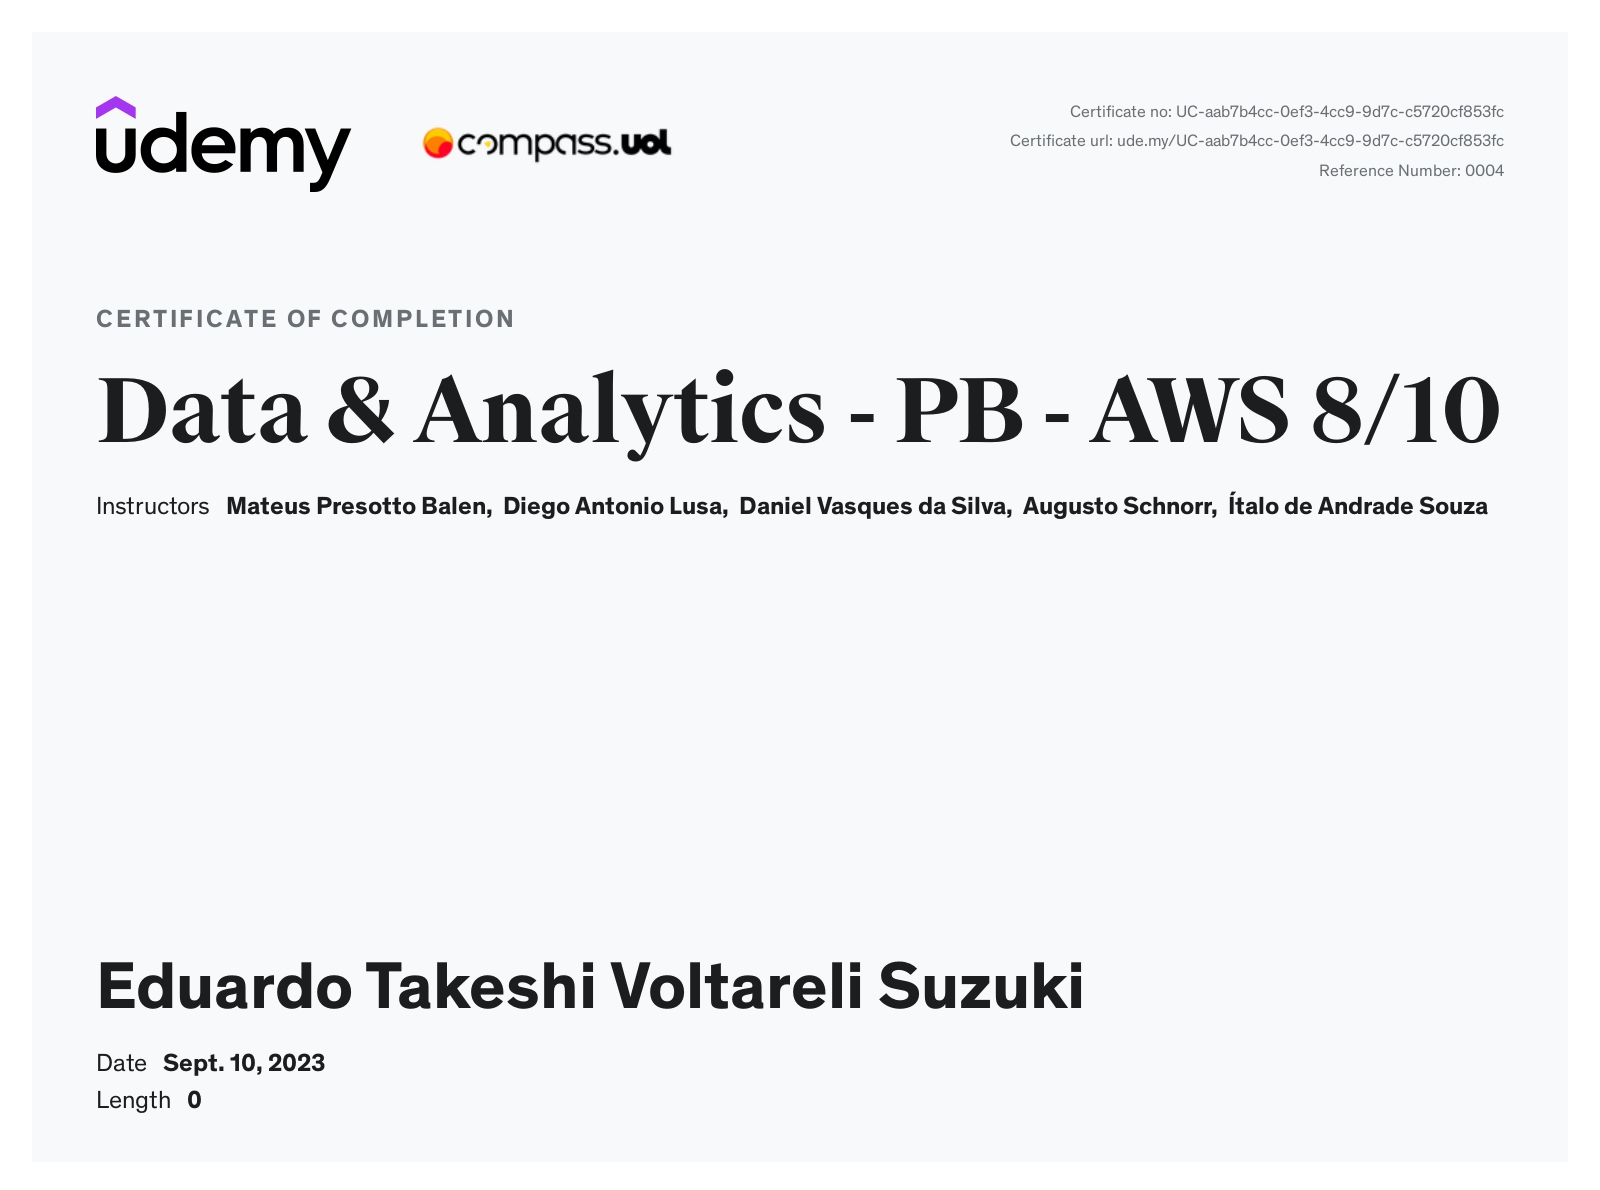 udemy
compass.uol
Certificate no: UC-aab7b4cc-0ef3-4cc9-9d7c-c5720cf853fc
Certificate url: ude.my/UC-aab7b4cc-0ef3-4cc9-9d7c-c5720cf853fc
Reference Number: 0004
CERTIFICATE OF COMPLETION
Data & Analytics - PB - AWS 8/10
Instructors Mateus Presotto Balen, Diego Antonio Lusa, Daniel Vasques da Silva, Augusto Schnorr, Ítalo de Andrade Souza
Eduardo Takeshi Voltareli Suzuki
Date Sept. 10, 2023
Length 0